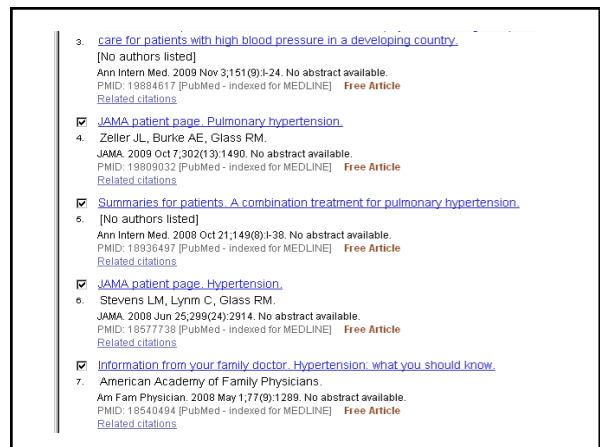 3. care for patients with high blood pressure in a developing country.
[No authors listed]
Ann Intern Med. 2009 Nov 3;151(9):I-24. No abstract available.
PMID: 19884617 [PubMed - indexed for MEDLINE] Free Article
Related citations
JAMA patient page. Pulmonary hypertension.
4. Zeller JL, Burke AE, Glass RM.
JAMA. 2009 Oct 7;302(13):1490. No abstract available.
PMID: 19809032 [PubMed - indexed for MEDLINE] Free Article
Related citations
Summaries for patients. A combination treatment for pulmonary hypertension.
5. [No authors listed]
Ann Intern Med. 2008 Oct 21;149(8):I-38. No abstract available.
PMID: 18936497 [PubMed - indexed for MEDLINE] Free Article
Related citations
JAMA patient page. Hypertension.
6. Stevens LM, Lynm C, Glass RM.
JAMA. 2008 Jun 25;299(24):2914. No abstract available.
PMID: 18577738 [PubMed - indexed for MEDLINE] Free Article
Related citations
Information from your family doctor. Hypertension: what you should know.
7. American Academy of Family Physicians.
Am Fam Physician. 2008 May 1;77(9):1289. No abstract available.
PMID: 18540494 [PubMed - indexed for MEDLINE] Free Article
Related citations